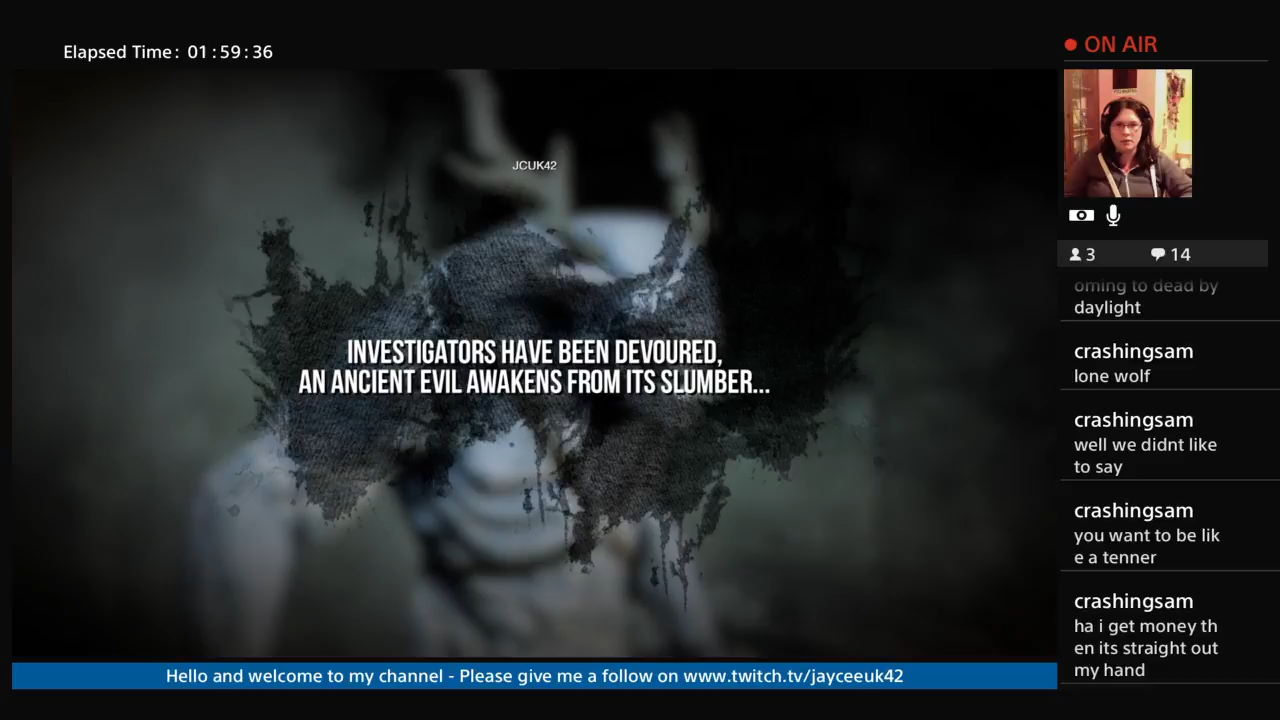 Elapsed Time: 01:59:36
ON AIR
JCUK42
3
14
oming to dead by
daylight
crashingsam
lone wolf
crashingsam
well we didnt like
to say
crashingsam
you want to be lik
e a tenner
crashingsam
ha i get money th
en its straight out
my hand
INVESTIGATORS HAVE BEEN DEVOURED,
AN ANCIENT EVIL AWAKENS FROM ITS SLUMBER...
Hello and welcome to my channel - Please give me a follow on www.twitch.tv/jayceeuk42